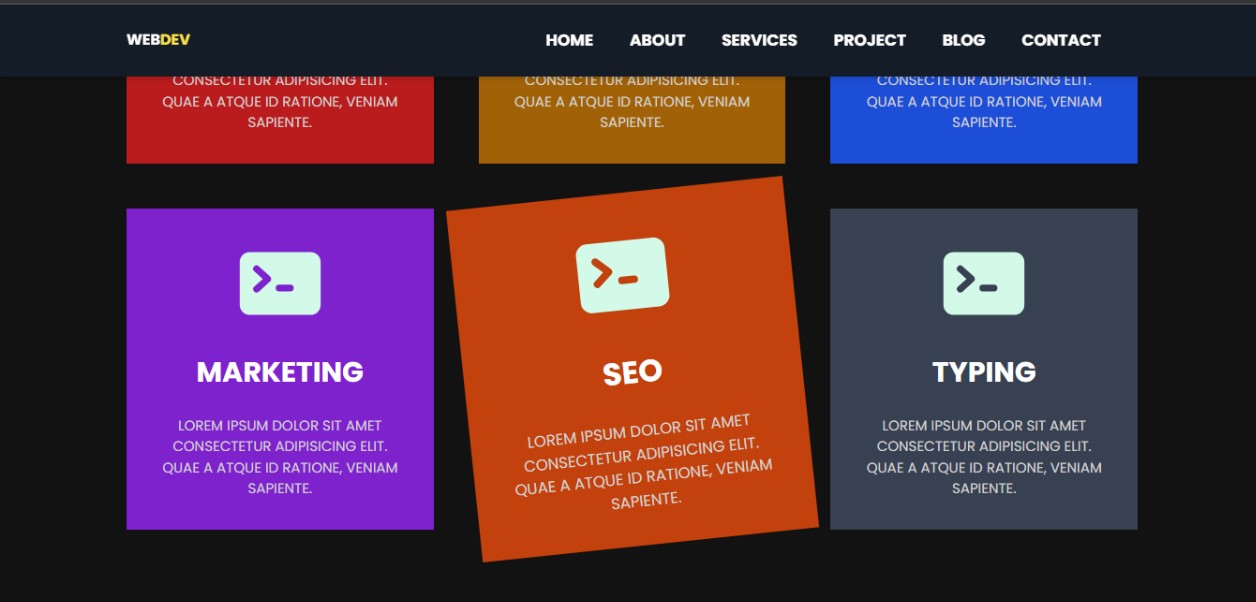 WEBDEV
HOME ABOUT SERVICES PROJECT BLOG CONTACT
CONSECTETUR ADIPISICING ELIT.
QUAE A ATQUE ID RATIONE, VENIAM
SAPIENTE.
CONSECTETUR ADIPISICING ELIT.
QUAE A ATQUE ID RATIONE, VENIAM
SAPIENTE.
CONSECTETUR ADIPISICING ELIT.
QUAE A ATQUE ID RATIONE, VENIAM
SAPIENTE.
MARKETING
LOREM IPSUM DOLOR SIT AMET
CONSECTETUR ADIPISICING ELIT.
QUAE A ATQUE ID RATIONE, VENIAM
SAPIENTE.
SEO
LOREM IPSUM DOLOR SIT AMET
CONSECTETUR ADIPISICING ELIT.
QUAE A ATQUE ID RATIONE, VENIAM
SAPIENTE.
TYPING
LOREM IPSUM DOLOR SIT AMET
CONSECTETUR ADIPISICING ELIT.
QUAE A ATQUE ID RATIONE, VENIAM
SAPIENTE.